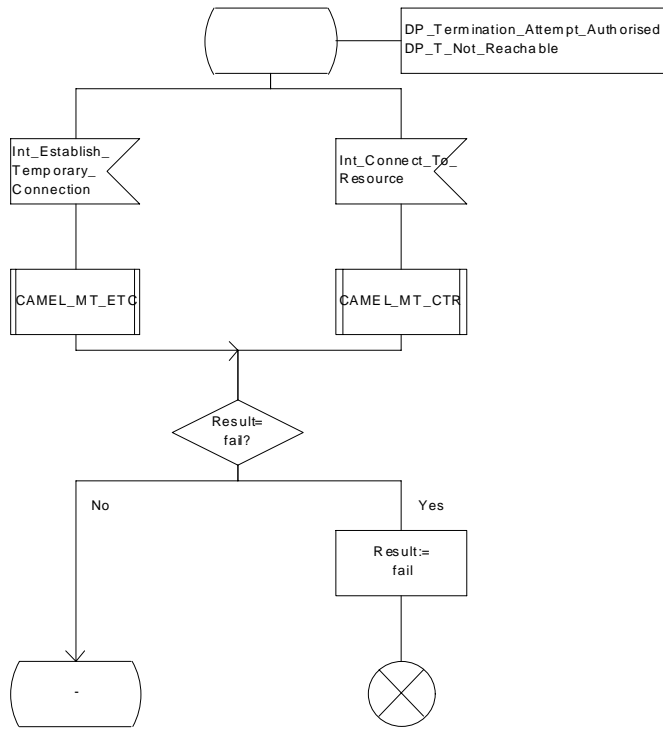 DP_Termination_Attempt_Authorised
DP_T_Not_Reachable
Int_Establish_
Temporary_
Connection
Int_Connect_To_
Resource
CAMEL_MT_ETC
CAMEL_MT_CTR
Result=
fail?
No
Yes
Result:=
fail
-